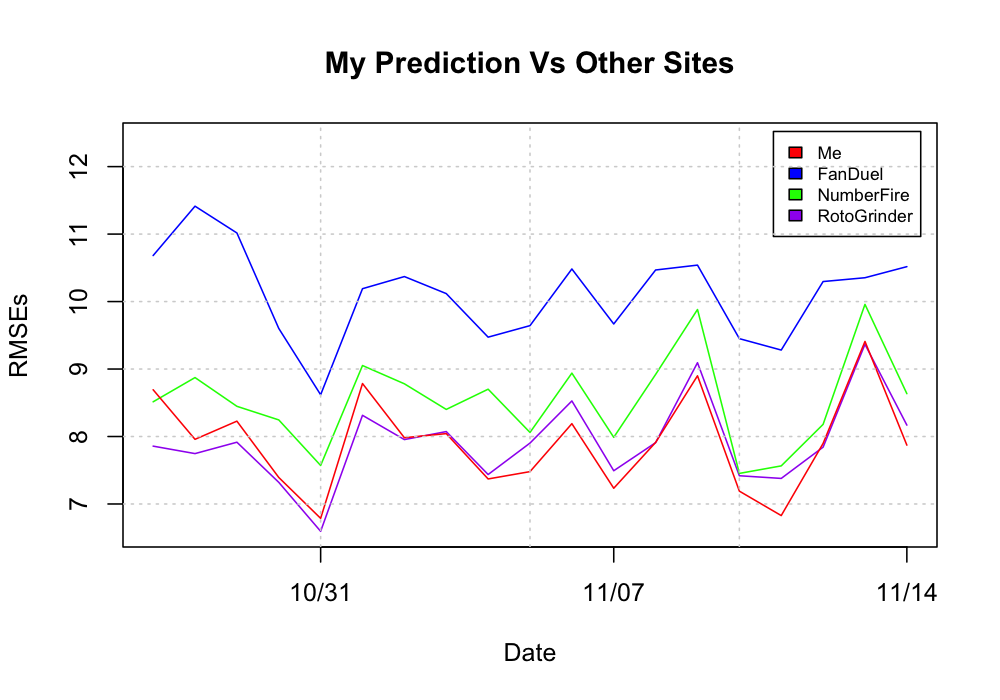 My Prediction Vs Other Sites
12
11
10
9
8
7
RMSEs
Me
FanDuel
NumberFire
RotoGrinder
10/31
11/07
11/14
Date